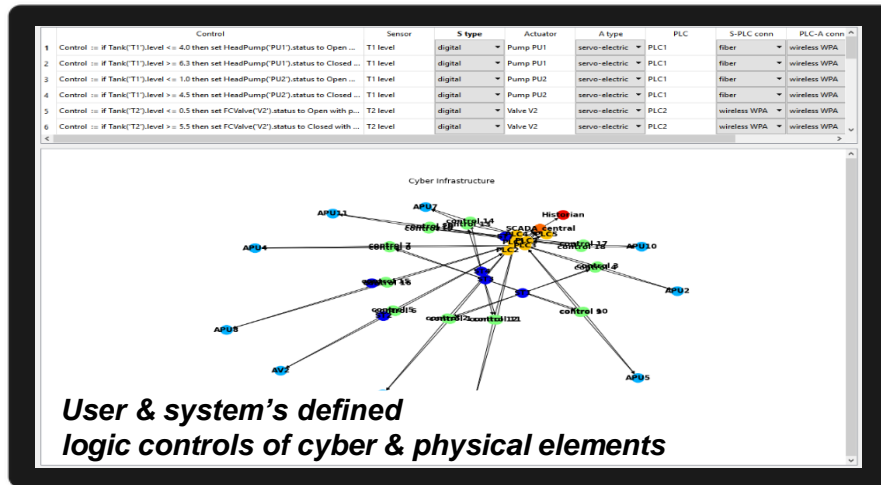 Control Sensor S type Actuator A type PLC S-PLC conn PLC-A conn
1 Control := if Tank('T1').level <= 4.0 then set HeadPump('PU1').status to Open ... T1 level digital Pump PU1 servo-electric PLC1 fiber wireless WPA
2 Control := if Tank('T1').level >= 6.3 then set HeadPump('PU1').status to Closed ... T1 level digital Pump PU1 servo-electric PLC1 fiber wireless WPA
3 Control := if Tank('T1').level <= 1.0 then set HeadPump('PU2').status to Open ... T1 level digital Pump PU2 servo-electric PLC1 fiber wireless WPA
4 Control := if Tank('T1').level >= 4.5 then set HeadPump('PU2').status to Closed ... T1 level digital Pump PU2 servo-electric PLC1 fiber wireless WPA
5 Control := if Tank('T2').level <= 0.5 then set FCValve('V2').status to Open with p... T2 level digital Valve V2 servo-electric PLC2 wireless WPA wireless WPA
6 Control := if Tank('T2').level >= 5.5 then set FCValve('V2').status to Closed with ... T2 level digital Valve V2 servo-electric PLC2 wireless WPA wireless WPA
Cyber Infrastructure
APU7
APU11
Historian
control 14
SCADA_central
PLC5
control 17
APU4
control 18
APU10
PLC2
control 4
APU2
control 6
APU8
APU5
AV2
User & system's defined
logic controls of cyber & physical elements